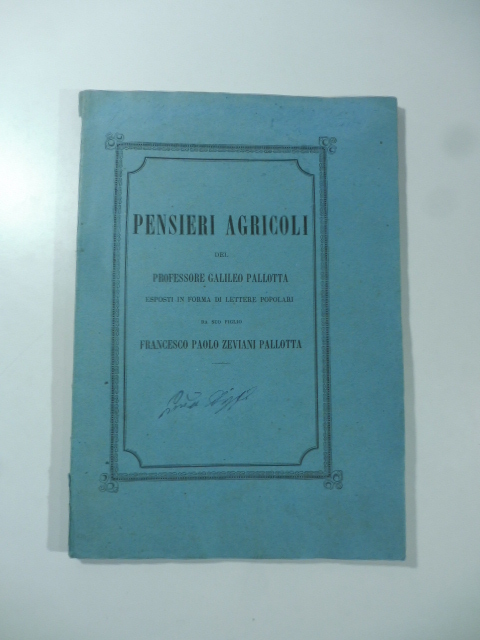 PENSIERI AGRICOLI
DEL
PROFESSORE GALILEO PALLOTTA
ESPOSTI IN FORMA DI LETTERE POPOLARI
DA SUO FIGLIO
FRANCESCO PAOLO ZEVIANI PALLOTTA